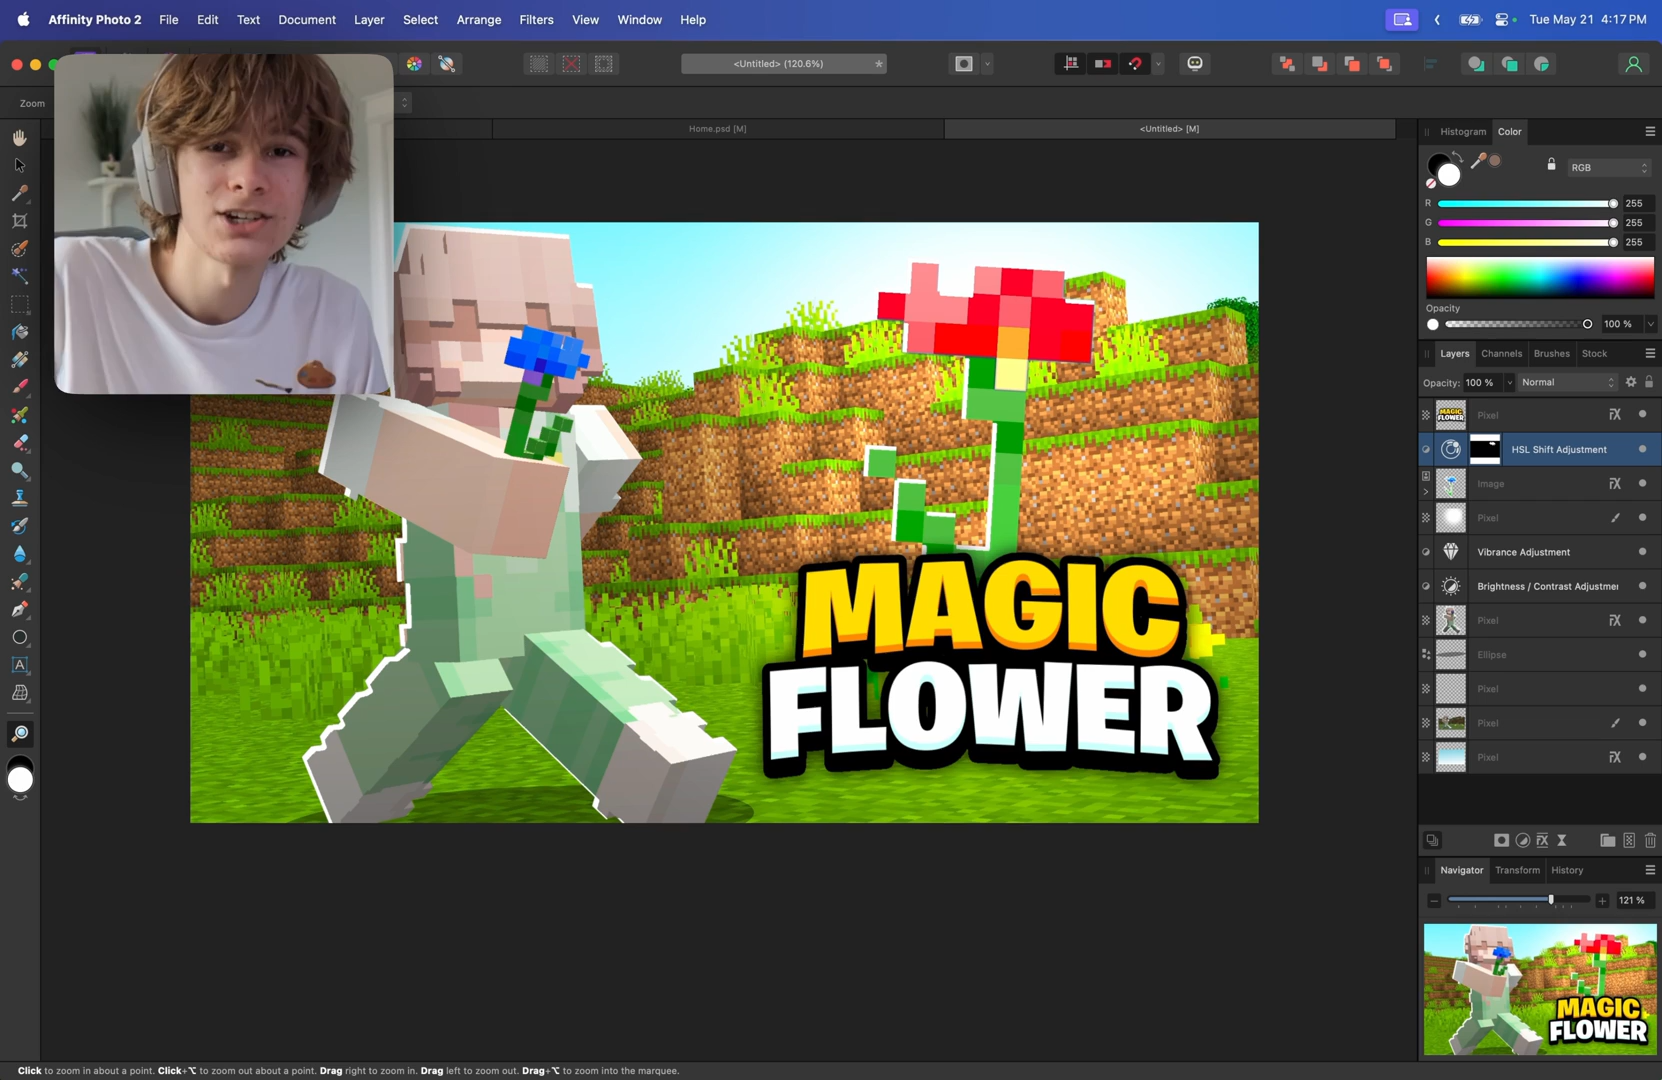 Affinity Photo 2 File Edit Text Document Layer Select Arrange Filters View Window Help
Tue May 21 4:17 PM
<Untitled> (120.6%)
Zoom
Home.psd [M]
<Untitled> [M]
Histogram Color
RGB
R 255
G 255
B 255
Opacity
100 %
Layers Channels Brushes Stock
Opacity: 100 % Normal
Pixel
HSL Shift Adjustment
Image
Pixel
Vibrance Adjustment
Brightness / Contrast Adjustmen
Pixel
Ellipse
Pixel
Pixel
Pixel
Navigator Transform History
121 %
MAGIC
FLOWER
MAGIC
FLOWER
Click to zoom in about a point. Click+⌥ to zoom out about a point. Drag right to zoom in. Drag left to zoom out. Drag+⌥ to zoom into the marquee.